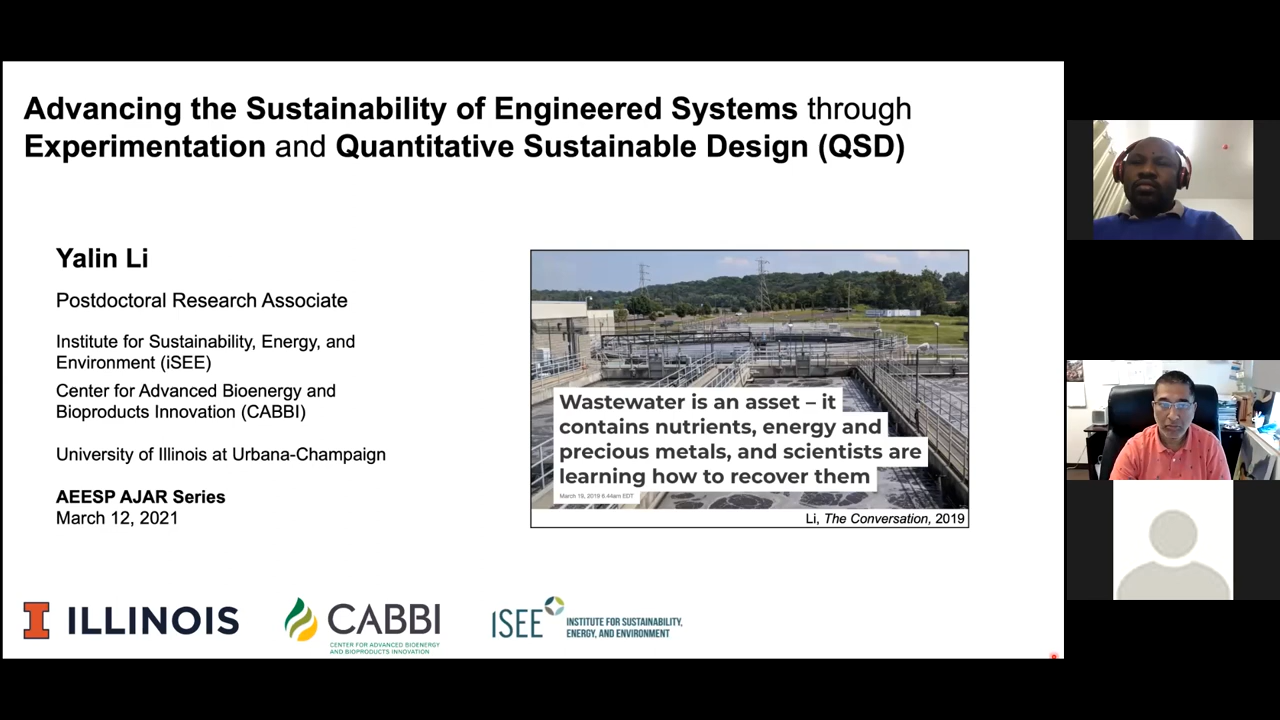 Advancing the Sustainability of Engineered Systems through
Experimentation and Quantitative Sustainable Design (QSD)
Yalin Li
Postdoctoral Research Associate
Institute for Sustainability, Energy, and
Environment (iSEE)
Center for Advanced Bioenergy and
Bioproducts Innovation (CABBI)
University of Illinois at Urbana-Champaign
AEESP AJAR Series
March 12, 2021
Wastewater is an asset – it
contains nutrients, energy and
precious metals, and scientists are
learning how to recover them
March 19, 2019 6.44am EDT
Li, The Conversation, 2019
I ILLINOIS
CABBI
CENTER FOR ADVANCED BIOENERGY
AND BIOPRODUCTS INNOVATION
ISEE
INSTITUTE FOR SUSTAINABILITY,
ENERGY, AND ENVIRONMENT